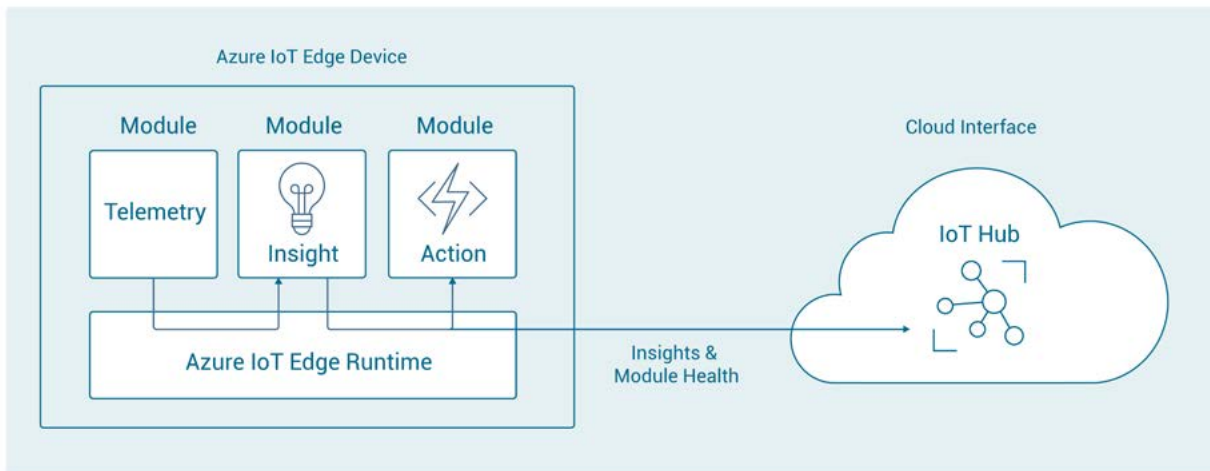 Azure IoT Edge Device
Module
Module
Module
Cloud Interface
Telemetry
Insight
Action
IoT Hub
Azure IoT Edge Runtime
Insights &
Module Health